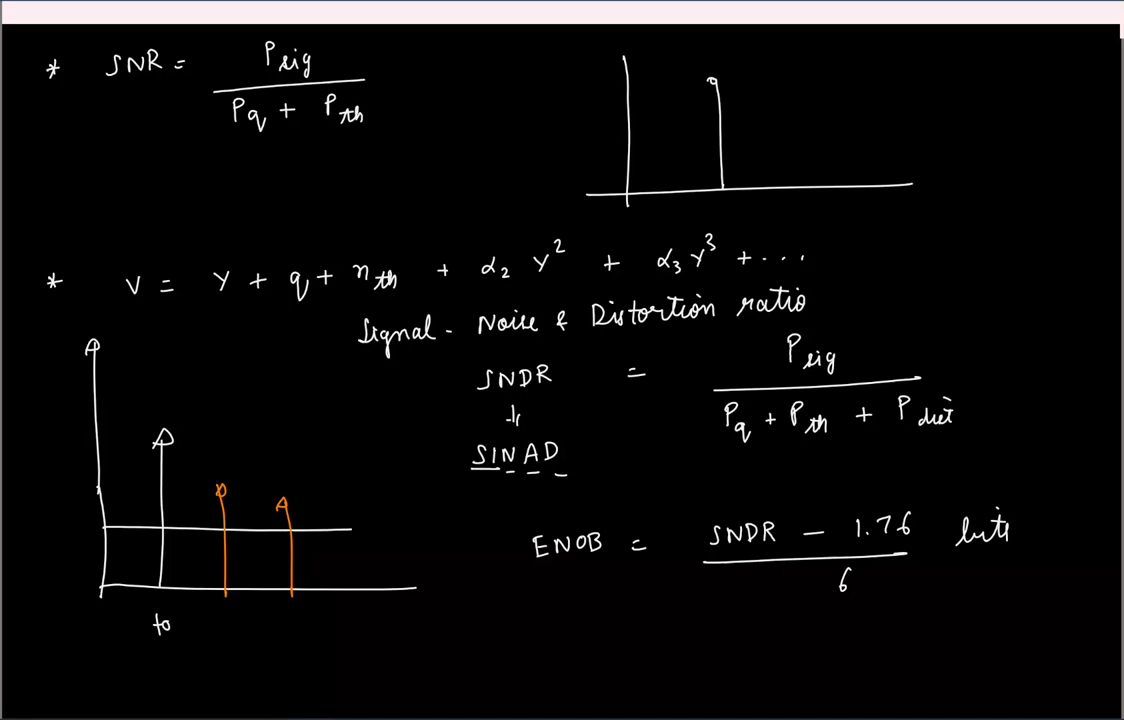 * SNR = P_sig / (P_q + P_th)
* V = Y + q + n_th + α_2 Y^2 + α_3 Y^3 + ....
Signal - Noise & Distortion ratio
SNDR = P_sig / (P_q + P_th + P_dist)
SINAD
ENOB = (SNDR - 1.76) / 6 bits